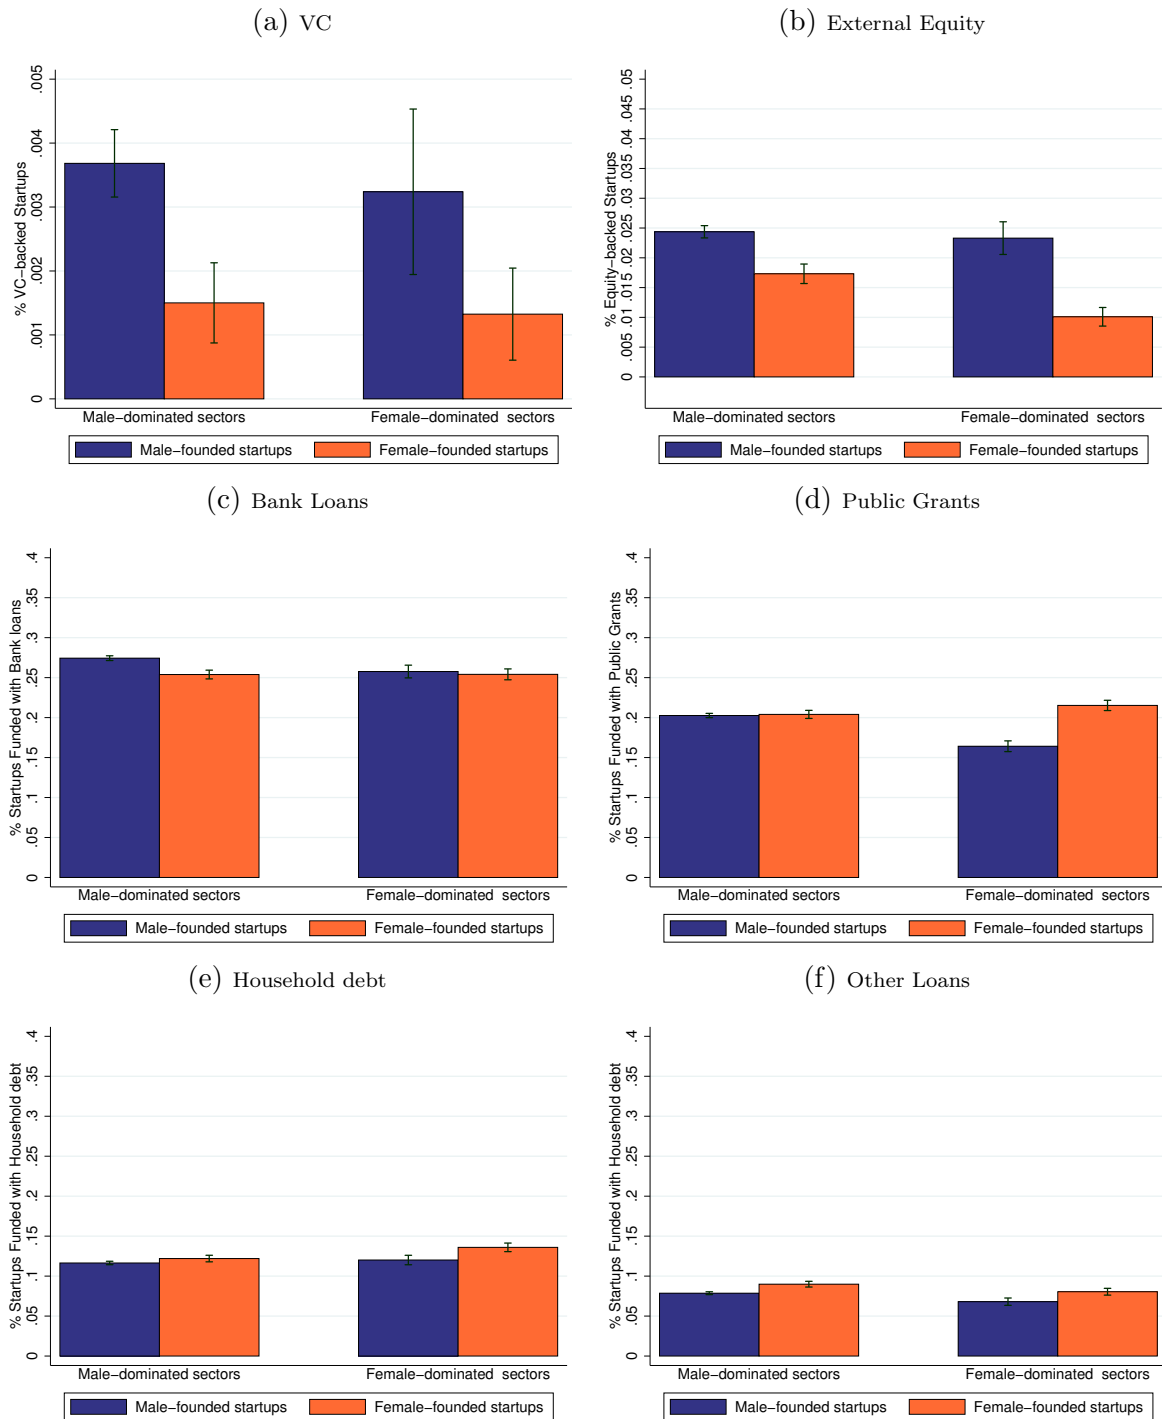 (a) VC
% VC−backed Startups
.005
.004
.003
.002
.001
0
Male−dominated sectors
Female−dominated sectors
Male−founded startups
Female−founded startups
(b) External Equity
% Equity−backed Startups
.05
.045
.04
.035
.03
.025
.02
.015
.01
.005
0
Male−dominated sectors
Female−dominated sectors
Male−founded startups
Female−founded startups
(c) Bank Loans
% Startups Funded with Bank loans
.4
.35
.3
.25
.2
.15
.1
.05
0
Male−dominated sectors
Female−dominated sectors
Male−founded startups
Female−founded startups
(d) Public Grants
% Startups Funded with Public Grants
.4
.35
.3
.25
.2
.15
.1
.05
0
Male−dominated sectors
Female−dominated sectors
Male−founded startups
Female−founded startups
(e) Household debt
% Startups Funded with Household debt
.4
.35
.3
.25
.2
.15
.1
.05
0
Male−dominated sectors
Female−dominated sectors
Male−founded startups
Female−founded startups
(f) Other Loans
% Startups Funded with Household debt
.4
.35
.3
.25
.2
.15
.1
.05
0
Male−dominated sectors
Female−dominated sectors
Male−founded startups
Female−founded startups